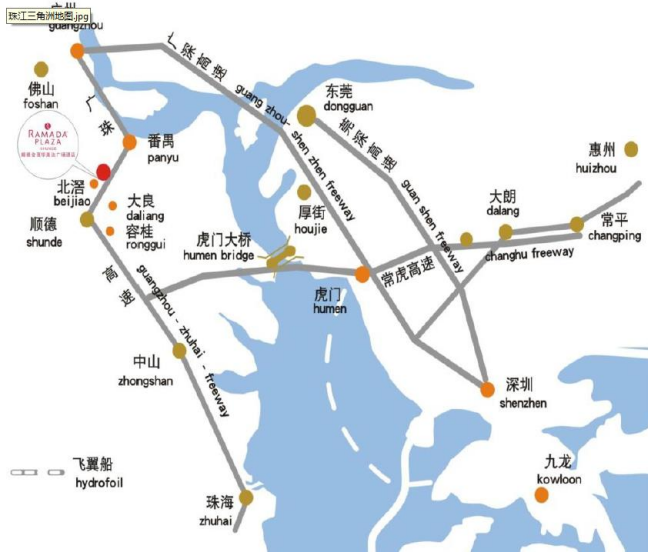 珠江三角洲地图.jpg
guangzhou
佛山
foshan
广珠
RAMADA
PLAZA
番禺
panyu
北滘
beijiao
大良
daliang
容桂
ronggui
顺德
shunde
高速
guangzhou - zhuhai - freeway
中山
zhongshan
珠海
zhuhai
飞翼船
hydrofoil
广深高速
guang zhou- shen zhen freeway
东莞
dongguan
莞深高速
guan shen freeway
厚街
houjie
虎门大桥
humen bridge
虎门
humen
常虎高速
changhu freeway
大朗
dalang
惠州
huizhou
常平
changping
深圳
shenzhen
九龙
kowloon